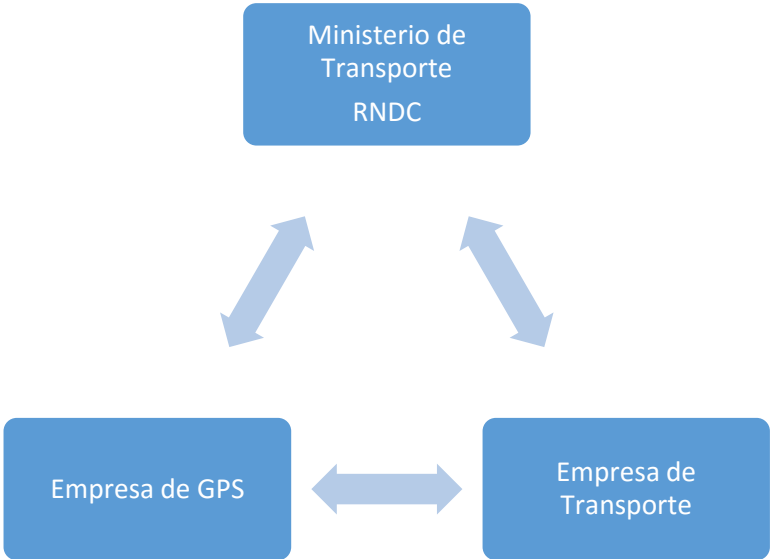 Ministerio de
Transporte
RNDC
Empresa de GPS
Empresa de
Transporte